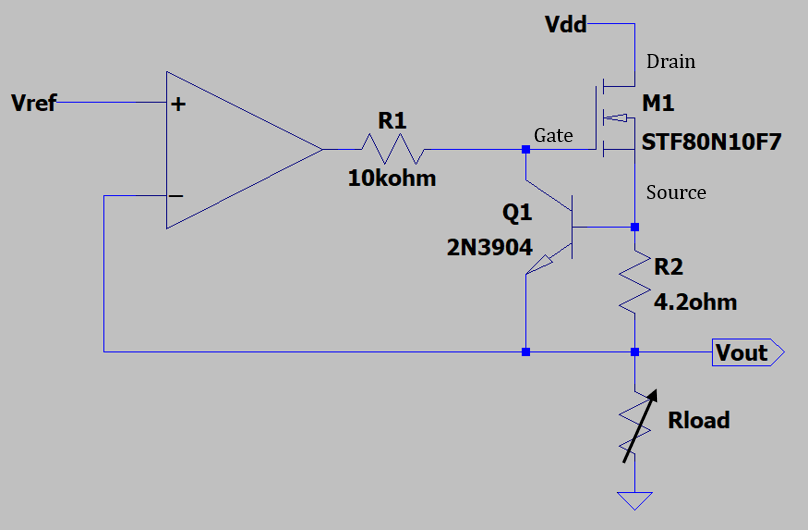 Vdd
Drain
Vref
+
M1
R1
Gate
STF80N10F7
10kohm
−
Source
Q1
2N3904
R2
4.2ohm
Vout
Rload